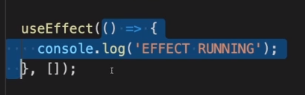 useEffect(() => {
console.log('EFFECT RUNNING');
}, []);